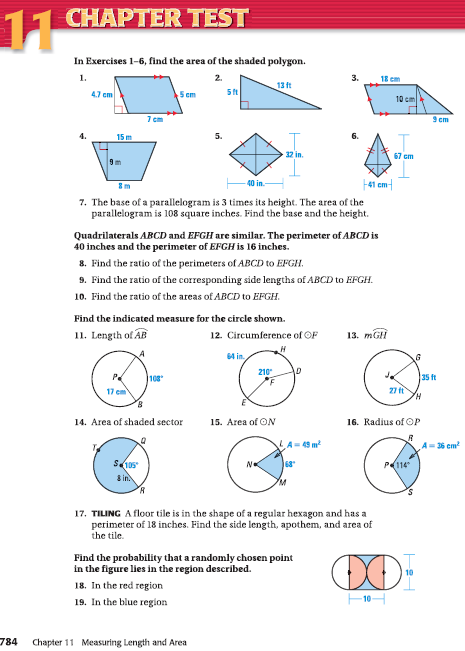 11 CHAPTER TEST
In Exercises 1–6, find the area of the shaded polygon.
1.
4.7 cm
5 cm
7 cm
2.
5 ft
13 ft
3.
18 cm
10 cm
9 cm
4.
15 m
9 m
8 m
5.
32 in.
40 in.
6.
67 cm
41 cm
7. The base of a parallelogram is 3 times its height. The area of the
parallelogram is 108 square inches. Find the base and the height.
Quadrilaterals ABCD and EFGH are similar. The perimeter of ABCD is
40 inches and the perimeter of EFGH is 16 inches.
8. Find the ratio of the perimeters of ABCD to EFGH.
9. Find the ratio of the corresponding side lengths of ABCD to EFGH.
10. Find the ratio of the areas of ABCD to EFGH.
Find the indicated measure for the circle shown.
11. Length of AB
A
P
108°
17 cm
B
12. Circumference of ⊙F
64 in.
H
210°
D
F
E
13. mGH
G
J
35 ft
27 ft
H
14. Area of shaded sector
T
Q
S
105°
8 in.
R
15. Area of ⊙N
L
A = 49 m²
N
68°
M
16. Radius of ⊙P
R
A = 36 cm²
P
114°
S
17. TILING A floor tile is in the shape of a regular hexagon and has a
perimeter of 18 inches. Find the side length, apothem, and area of
the tile.
Find the probability that a randomly chosen point
in the figure lies in the region described.
18. In the red region
19. In the blue region
10
10
784 Chapter 11 Measuring Length and Area